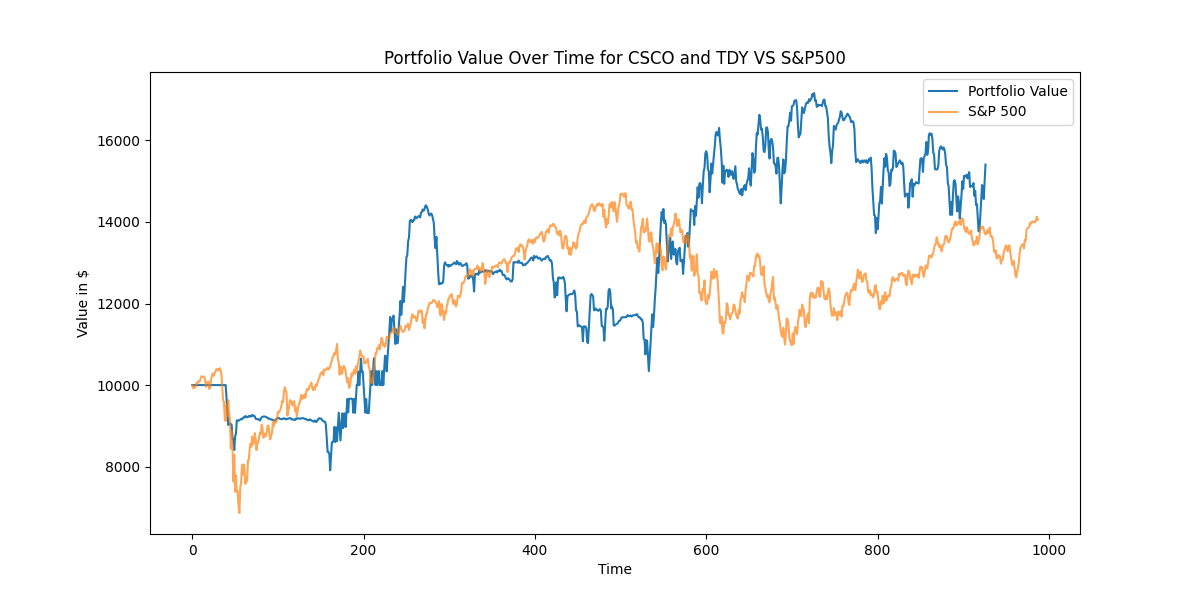 Portfolio Value Over Time for CSCO and TDY VS S&P500
Portfolio Value
S&P 500
16000
14000
12000
10000
8000
Value in $
0
200
400
600
800
1000
Time